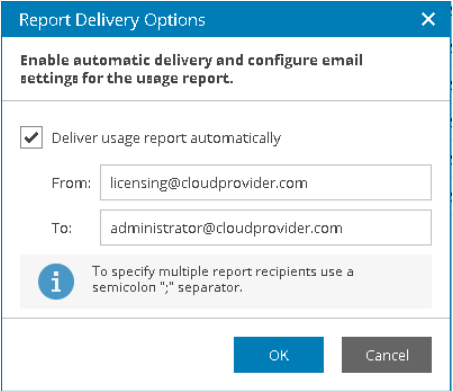 Report Delivery Options
Enable automatic delivery and configure email
settings for the usage report.
Deliver usage report automatically
From: licensing@cloudprovider.com
To: administrator@cloudprovider.com
To specify multiple report recipients use a
semicolon ";" separator.
OK Cancel